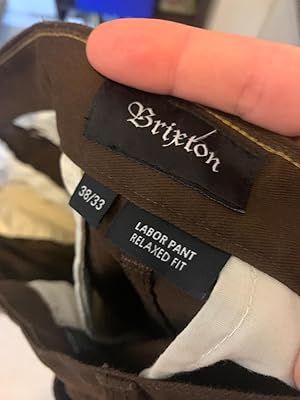 Brixton
38/33
LABOR PANT
RELAXED FIT